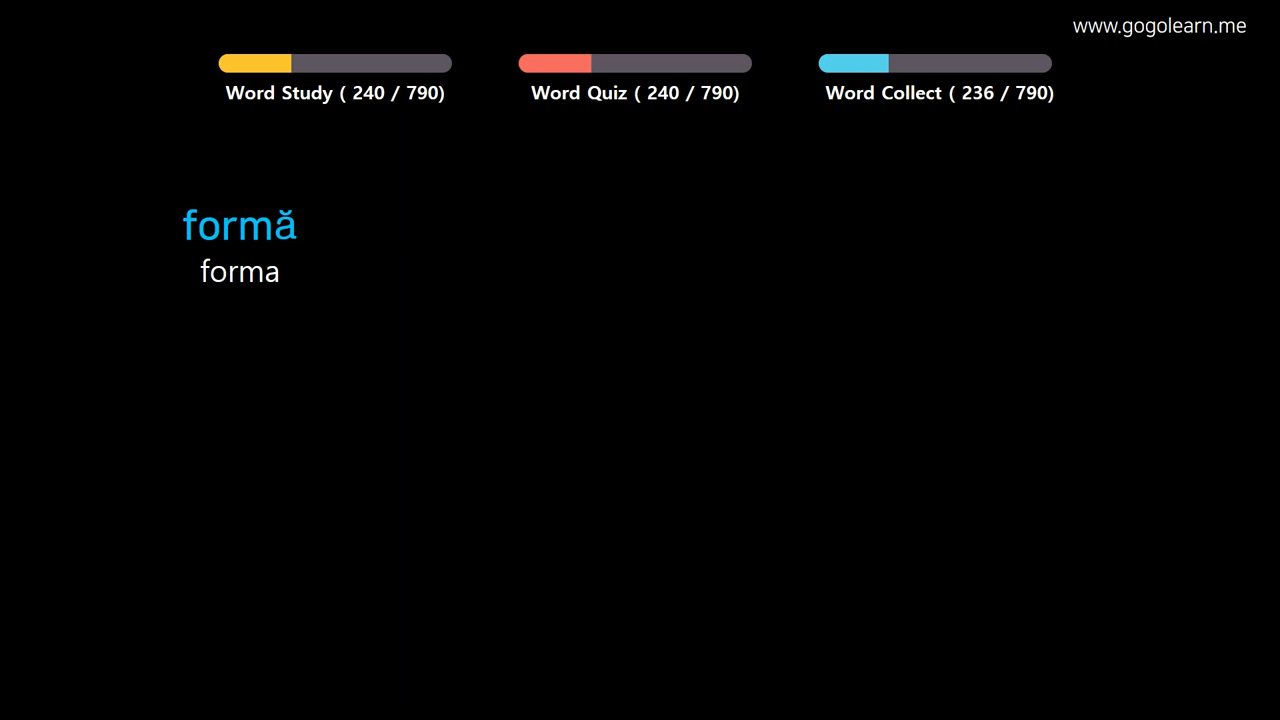 www.gogolearn.me
Word Study ( 240 / 790)
Word Quiz ( 240 / 790)
Word Collect ( 236 / 790)
formă
forma